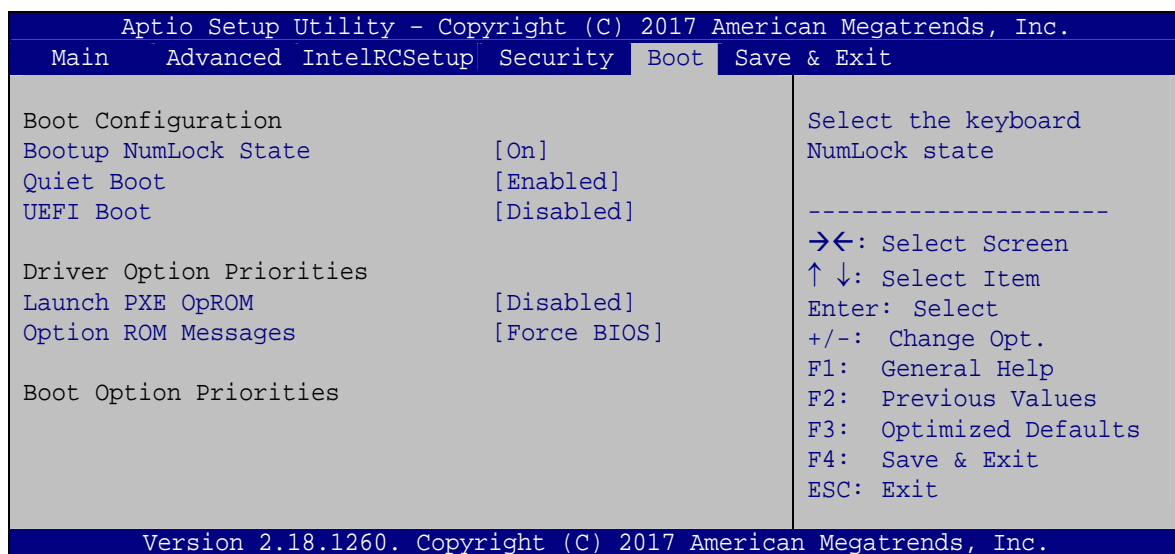 Aptio Setup Utility – Copyright (C) 2017 American Megatrends, Inc.
Main Advanced IntelRCSetup Security Boot Save & Exit
Boot Configuration
Bootup NumLock State [On]
Quiet Boot [Enabled]
UEFI Boot [Disabled]
Driver Option Priorities
Launch PXE OpROM [Disabled]
Option ROM Messages [Force BIOS]
Boot Option Priorities
Select the keyboard
NumLock state
---------------------
→←: Select Screen
↑ ↓: Select Item
Enter: Select
+/-: Change Opt.
F1: General Help
F2: Previous Values
F3: Optimized Defaults
F4: Save & Exit
ESC: Exit
Version 2.18.1260. Copyright (C) 2017 American Megatrends, Inc.